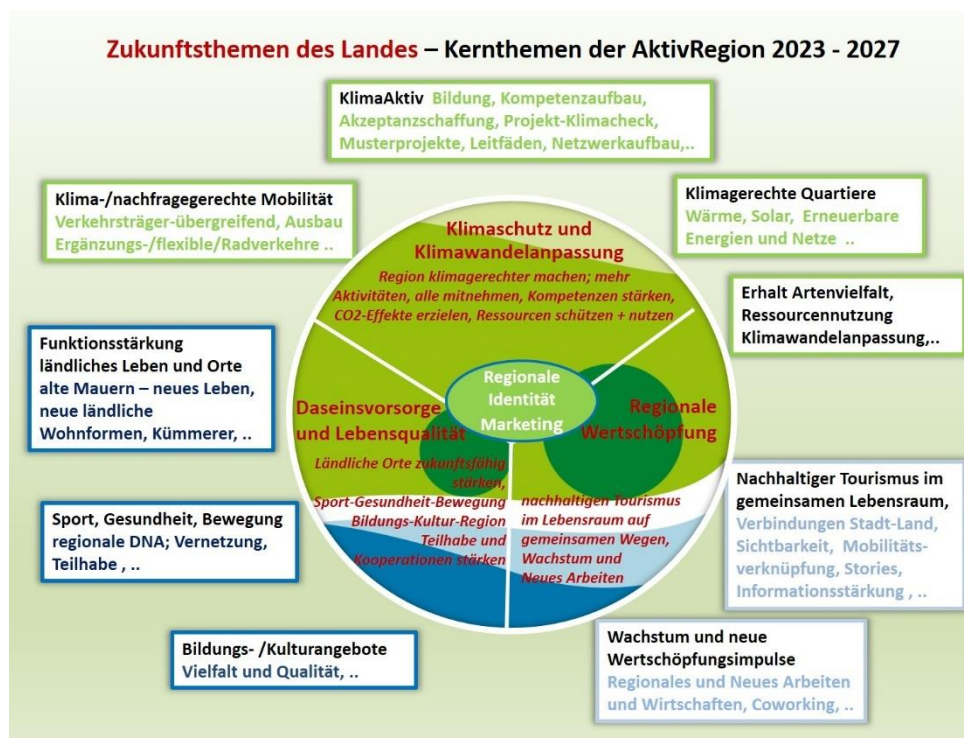 Zukunftsthemen des Landes – Kernthemen der AktivRegion 2023 - 2027
KlimaAktiv Bildung, Kompetenzaufbau,
Akzeptanzschaffung, Projekt-Klimacheck,
Musterprojekte, Leitfäden, Netzwerkaufbau,..
Klima-/nachfragegerechte Mobilität
Verkehrsträger-übergreifend, Ausbau
Ergänzungs-/flexible/Radverkehre ..
Klimagerechte Quartiere
Wärme, Solar, Erneuerbare
Energien und Netze ..
Klimaschutz und
Klimawandelanpassung
Region klimagerechter machen; mehr
Aktivitäten, alle mitnehmen, Kompetenzen stärken,
CO2-Effekte erzielen, Ressourcen schützen + nutzen
Erhalt Artenvielfalt,
Ressourcennutzung
Klimawandelanpassung,..
Funktionsstärkung
ländliches Leben und Orte
alte Mauern – neues Leben,
neue ländliche
Wohnformen, Kümmerer, ..
Regionale
Identität
Marketing
Daseinsvorsorge
und Lebensqualität
Ländliche Orte zukunftsfähig
stärken,
Sport-Gesundheit-Bewegung
Bildungs-Kultur-Region
Teilhabe und
Kooperationen stärken
Regionale
Wertschöpfung
nachhaltigen Tourismus
im Lebensraum auf
gemeinsamen Wegen,
Wachstum und
Neues Arbeiten
Sport, Gesundheit, Bewegung
regionale DNA; Vernetzung,
Teilhabe , ..
Nachhaltiger Tourismus im
gemeinsamen Lebensraum,
Verbindungen Stadt-Land,
Sichtbarkeit, Mobilitäts-
verknüpfung, Stories,
Informationsstärkung , ..
Bildungs- /Kulturangebote
Vielfalt und Qualität, ..
Wachstum und neue
Wertschöpfungsimpulse
Regionales und Neues Arbeiten
und Wirtschaften, Coworking, ..